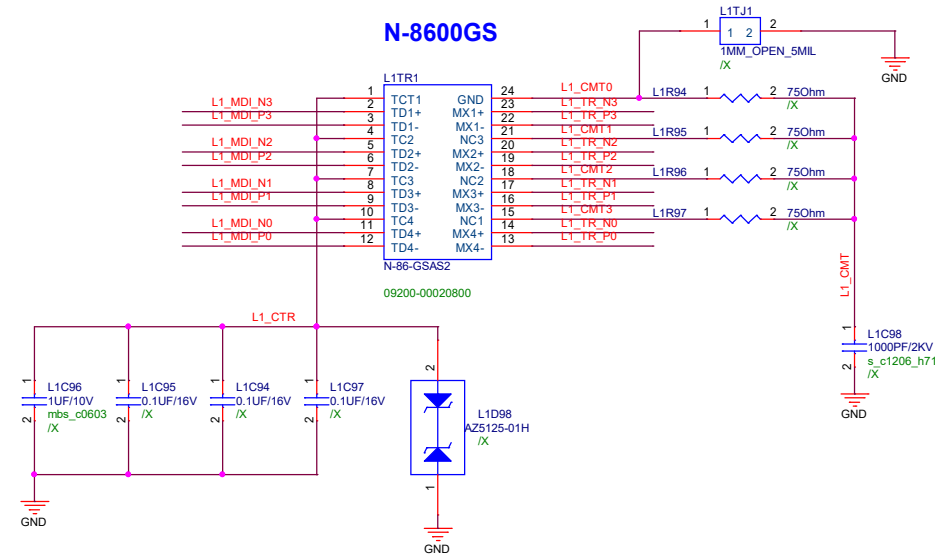 N-8600GS
L1TJ1
1 1 2 2
1MM_OPEN_5MIL
/X
GND
L1TR1
L1_MDI_N3 2 TD1+
L1_MDI_P3 3 TD1-
1 TCT1
4 TC2
L1_MDI_N2 5 TD2+
L1_MDI_P2 6 TD2-
7 TC3
L1_MDI_N1 8 TD3+
L1_MDI_P1 9 TD3-
10 TC4
L1_MDI_N0 11 TD4+
L1_MDI_P0 12 TD4-
GND 24 L1_CMT0
MX1+ 23 L1_TR_N3
MX1- 22 L1_TR_P3
NC3 21 L1_CMT1
MX2+ 20 L1_TR_N2
MX2- 19 L1_TR_P2
NC2 18 L1_CMT2
MX3+ 17 L1_TR_N1
MX3- 16 L1_TR_P1
NC1 15 L1_CMT3
MX4+ 14 L1_TR_N0
MX4- 13 L1_TR_P0
N-86-GSAS2
09200-00020800
L1R94 1 2 75Ohm
/X
L1R95 1 2 75Ohm
/X
L1R96 1 2 75Ohm
/X
L1R97 1 2 75Ohm
/X
L1_CMT
1
L1C98
1000PF/2KV
s_c1206_h71
2
/X
GND
L1_CTR
1
L1C96
1UF/10V
mbs_c0603
2
/X
1
L1C95
0.1UF/16V
2
/X
1
L1C94
0.1UF/16V
2
/X
1
L1C97
0.1UF/16V
2
/X
GND
2
L1D98
AZ5125-01H
/X
1
GND